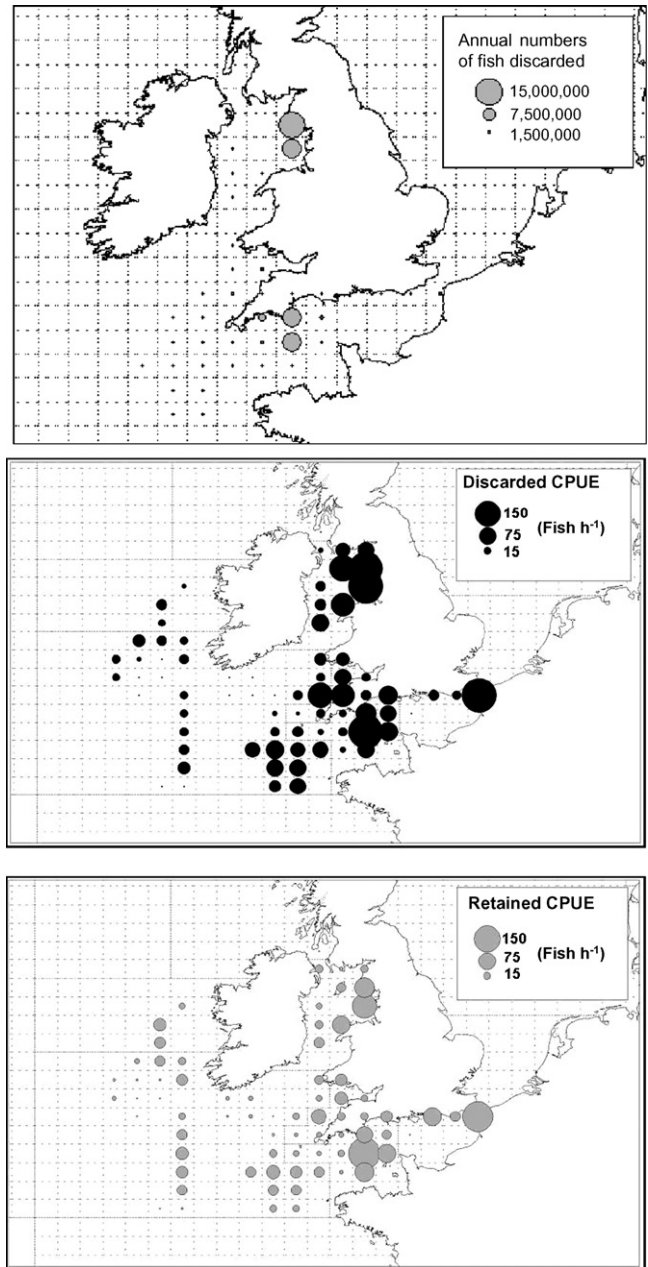 Annual numbers
of fish discarded
15,000,000
7,500,000
1,500,000
Discarded CPUE
150
75 (Fish h⁻¹)
15
Retained CPUE
150
75 (Fish h⁻¹)
15